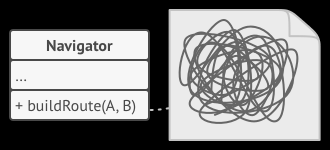 Navigator
...
+ buildRoute(A, B)